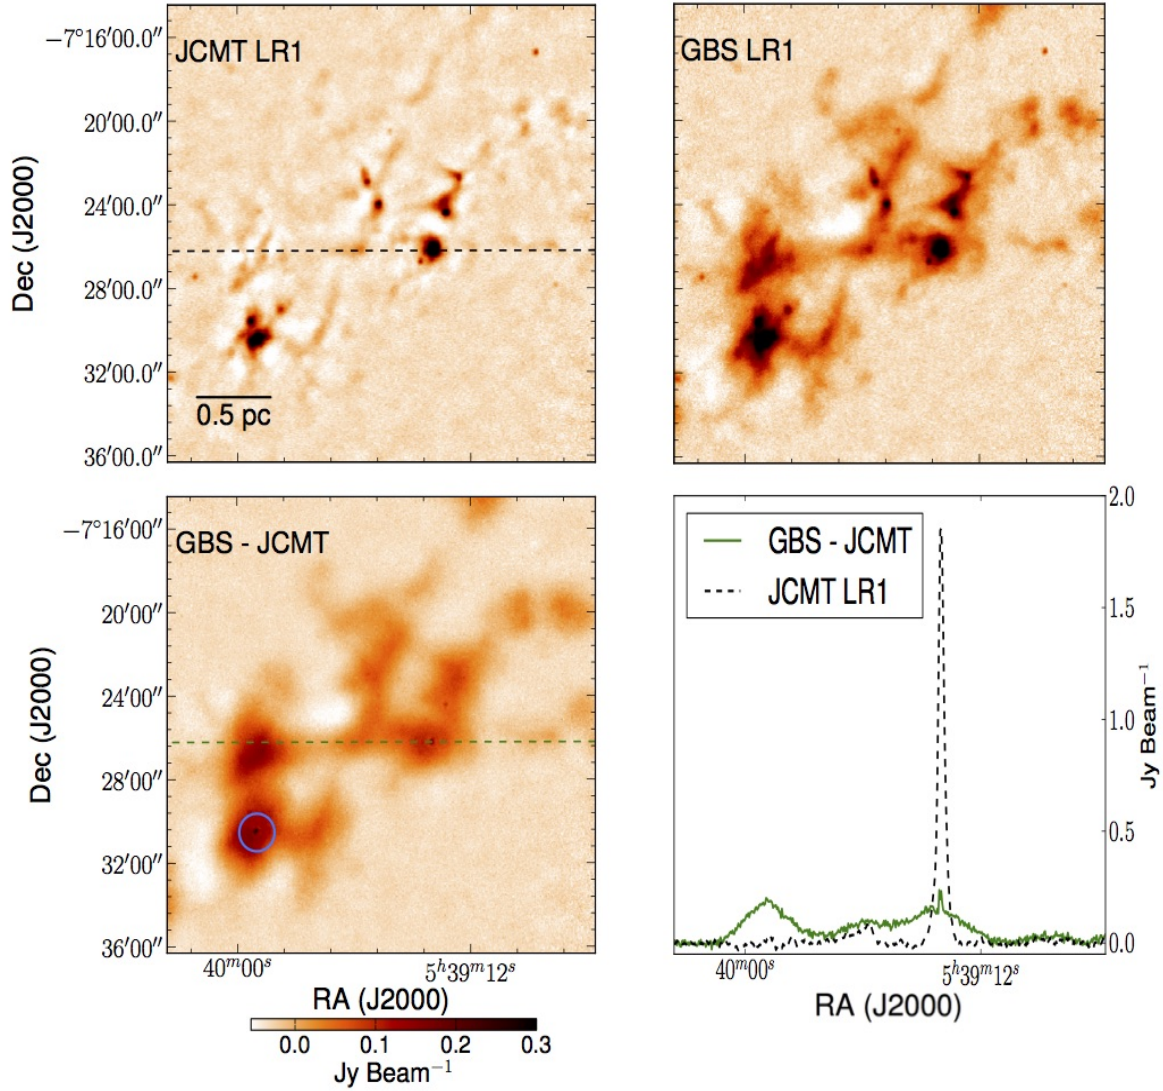 JCMT LR1
GBS LR1
−7°16′00.0″
20′00.0″
24′00.0″
28′00.0″
32′00.0″
36′00.0″
Dec (J2000)
0.5 pc
GBS - JCMT
−7°16′00″
20′00″
24′00″
28′00″
32′00″
36′00″
Dec (J2000)
40ᵐ00ˢ
5ʰ39ᵐ12ˢ
RA (J2000)
0.0
0.1
0.2
0.3
Jy Beam⁻¹
GBS - JCMT
JCMT LR1
2.0
1.5
1.0
0.5
0.0
Jy Beam⁻¹
40ᵐ00ˢ
5ʰ39ᵐ12ˢ
RA (J2000)